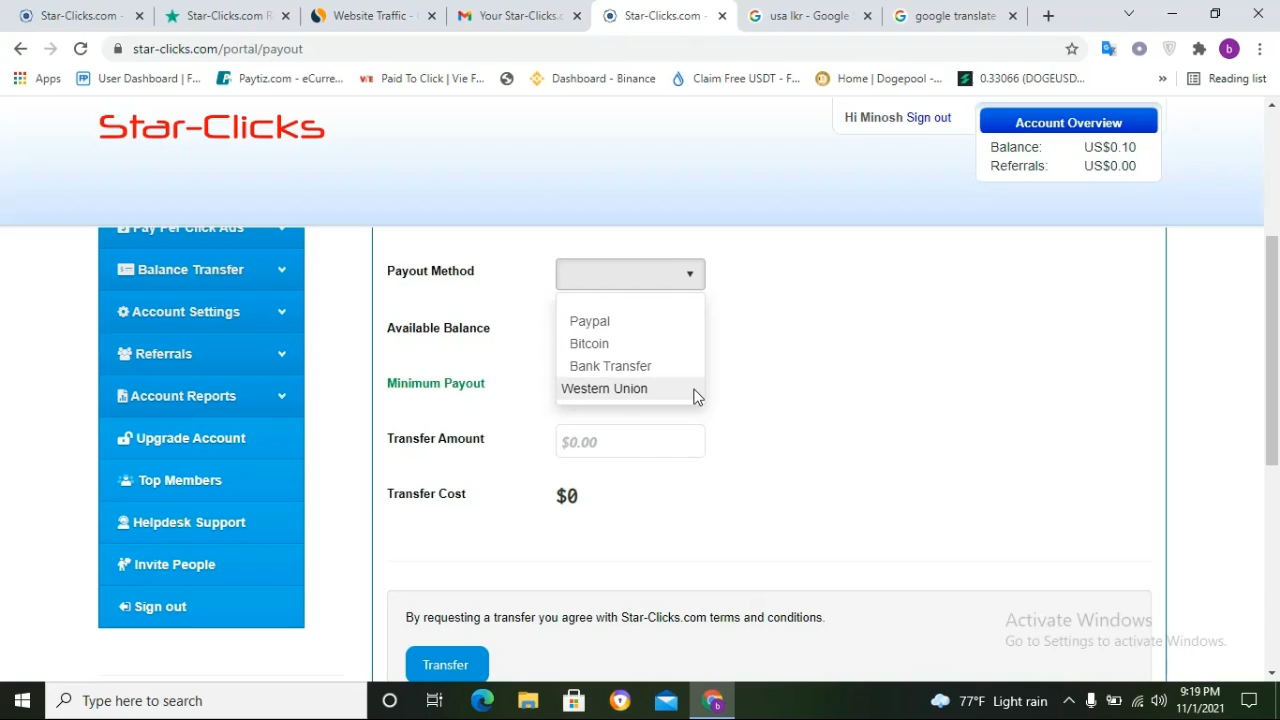 Star-Clicks.com -
Star-Clicks.com R
Website Traffic -
Your Star-Clicks.c
Star-Clicks.com -
usa lkr - Google
google translate
star-clicks.com/portal/payout
Apps
User Dashboard | F...
Paytiz.com - eCurre...
Paid To Click | Vie F...
Dashboard - Binance
Claim Free USDT - F...
Home | Dogepool -...
0.33066 (DOGEUSD...
»
Reading list
Star-Clicks
Hi Minosh Sign out
Account Overview
Balance: US$0.10
Referrals: US$0.00
Pay Per Click Ads
Balance Transfer
Account Settings
Referrals
Account Reports
Upgrade Account
Top Members
Helpdesk Support
Invite People
Sign out
Payout Method
Paypal
Bitcoin
Bank Transfer
Western Union
Available Balance
Minimum Payout
Transfer Amount
$0.00
Transfer Cost
$0
By requesting a transfer you agree with Star-Clicks.com terms and conditions.
Transfer
Activate Windows
Go to Settings to activate Windows.
Type here to search
77°F Light rain
9:19 PM
11/1/2021